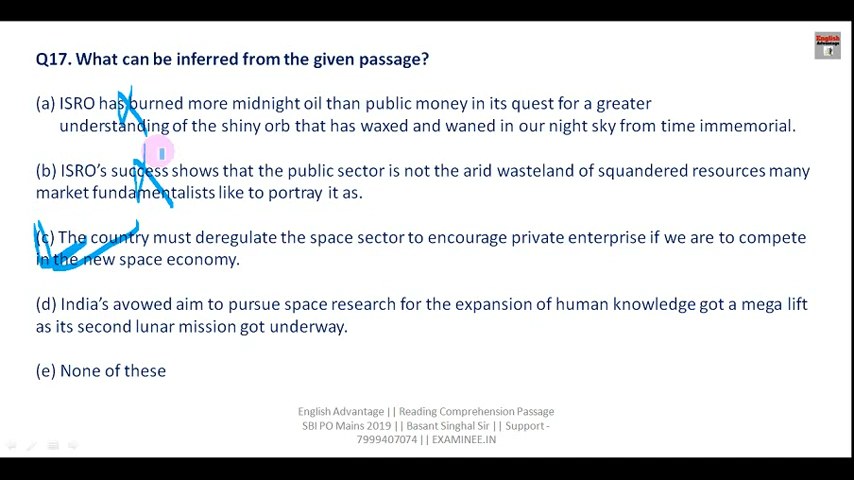 English
Advantage
Q17. What can be inferred from the given passage?
(a) ISRO has burned more midnight oil than public money in its quest for a greater
understanding of the shiny orb that has waxed and waned in our night sky from time immemorial.
(b) ISRO’s success shows that the public sector is not the arid wasteland of squandered resources many
market fundamentalists like to portray it as.
(c) The country must deregulate the space sector to encourage private enterprise if we are to compete
in the new space economy.
(d) India’s avowed aim to pursue space research for the expansion of human knowledge got a mega lift
as its second lunar mission got underway.
(e) None of these
English Advantage || Reading Comprehension Passage
SBI PO Mains 2019 || Basant Singhal Sir || Support -
7999407074 || EXAMINEE.IN